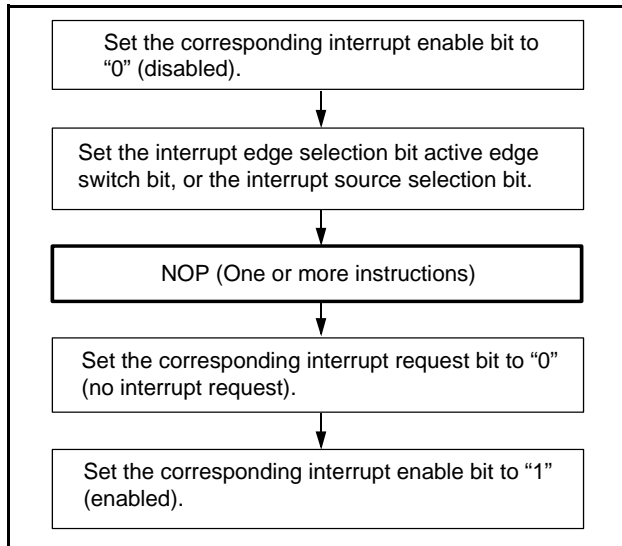 Set the corresponding interrupt enable bit to
“0” (disabled).
Set the interrupt edge selection bit active edge
switch bit, or the interrupt source selection bit.
NOP (One or more instructions)
Set the corresponding interrupt request bit to “0”
(no interrupt request).
Set the corresponding interrupt enable bit to “1”
(enabled).